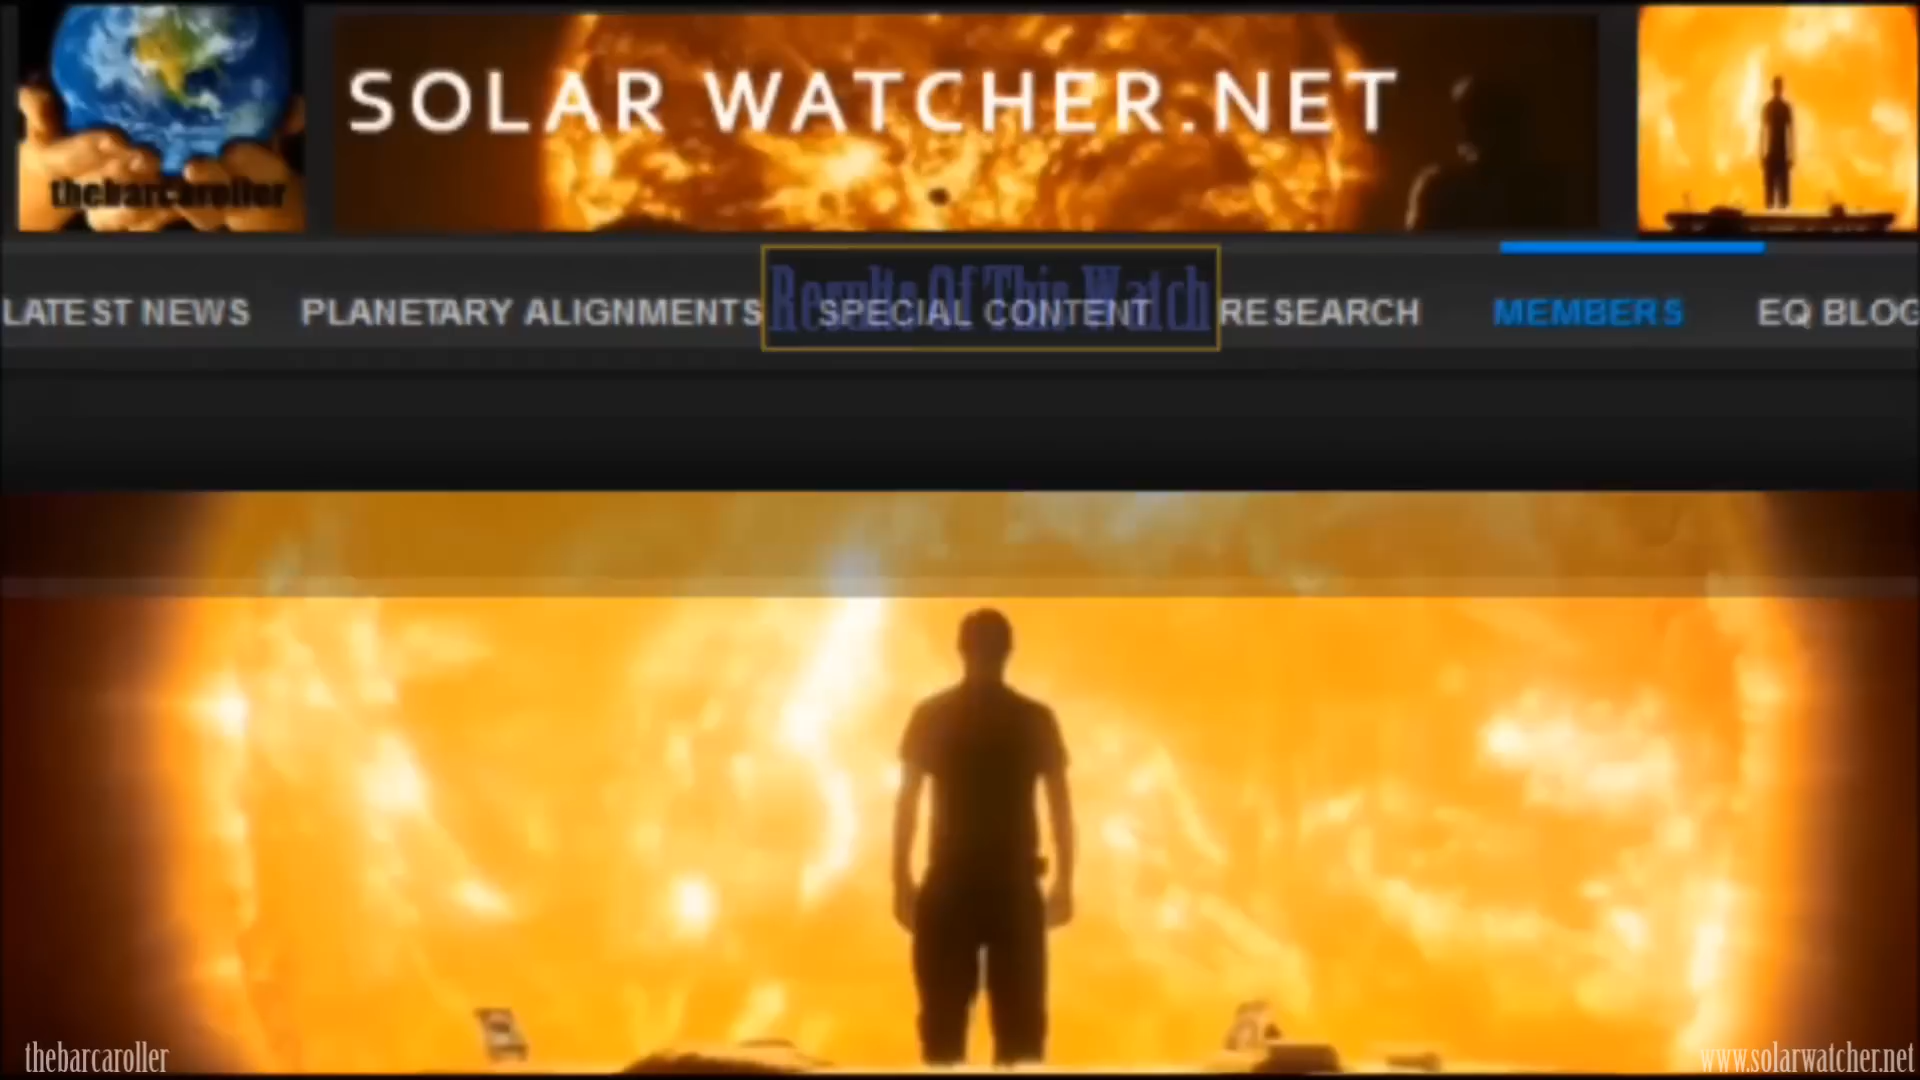 SOLAR WATCHER.NET
thebarcaroller
Results Of This Watch
LATEST NEWS PLANETARY ALIGNMENTS SPECIAL CONTENT RESEARCH MEMBERS EQ BLOG
thebarcaroller
www.solarwatcher.net